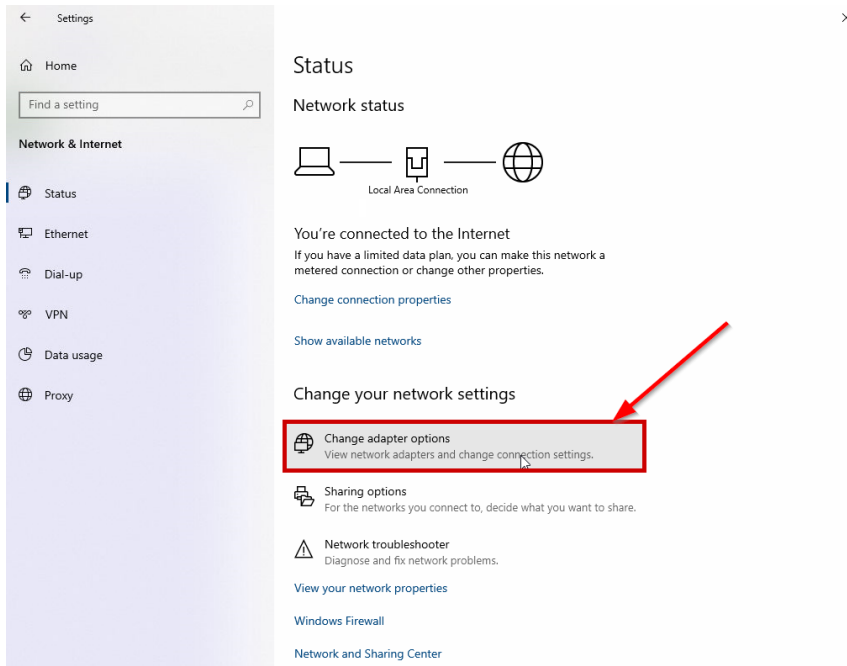 Settings
Home
Find a setting
Network & Internet
Status
Ethernet
Dial-up
VPN
Data usage
Proxy
Status
Network status
Local Area Connection
You're connected to the Internet
If you have a limited data plan, you can make this network a
metered connection or change other properties.
Change connection properties
Show available networks
Change your network settings
Change adapter options
View network adapters and change connection settings.
Sharing options
For the networks you connect to, decide what you want to share.
Network troubleshooter
Diagnose and fix network problems.
View your network properties
Windows Firewall
Network and Sharing Center